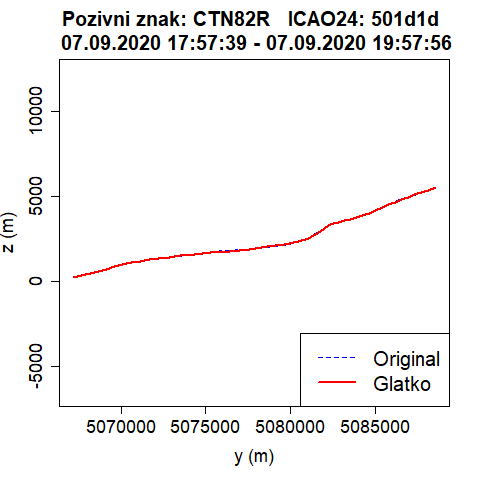 Pozivni znak: CTN82R   ICAO24: 501d1d
07.09.2020 17:57:39 - 07.09.2020 19:57:56
z (m)
10000
5000
0
-5000
Original
Glatko
5070000 5075000 5080000 5085000
y (m)